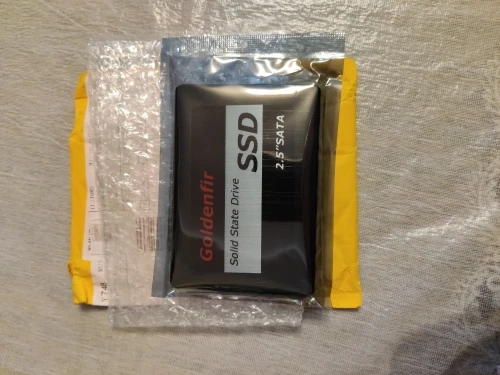 Goldenfir
Solid State Drive
SSD
2.5"SATA